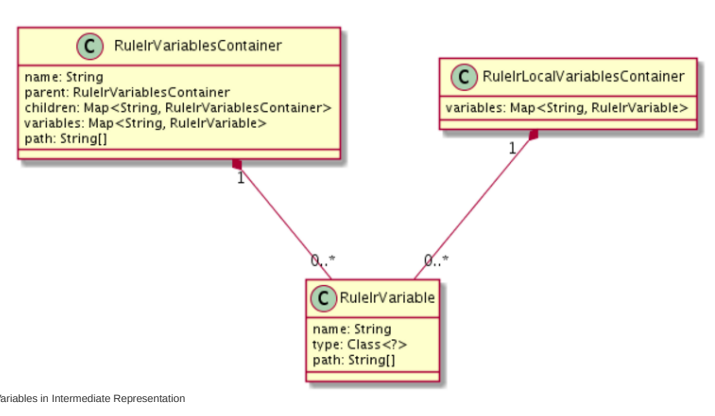 C RuleIrVariablesContainer
name: String
parent: RuleIrVariablesContainer
children: Map<String, RuleIrVariablesContainer>
variables: Map<String, RuleIrVariable>
path: String[]
C RuleIrLocalVariablesContainer
variables: Map<String, RuleIrVariable>
1
1
0..*
0..*
C RuleIrVariable
name: String
type: Class<?>
path: String[]
ariables in Intermediate Representation